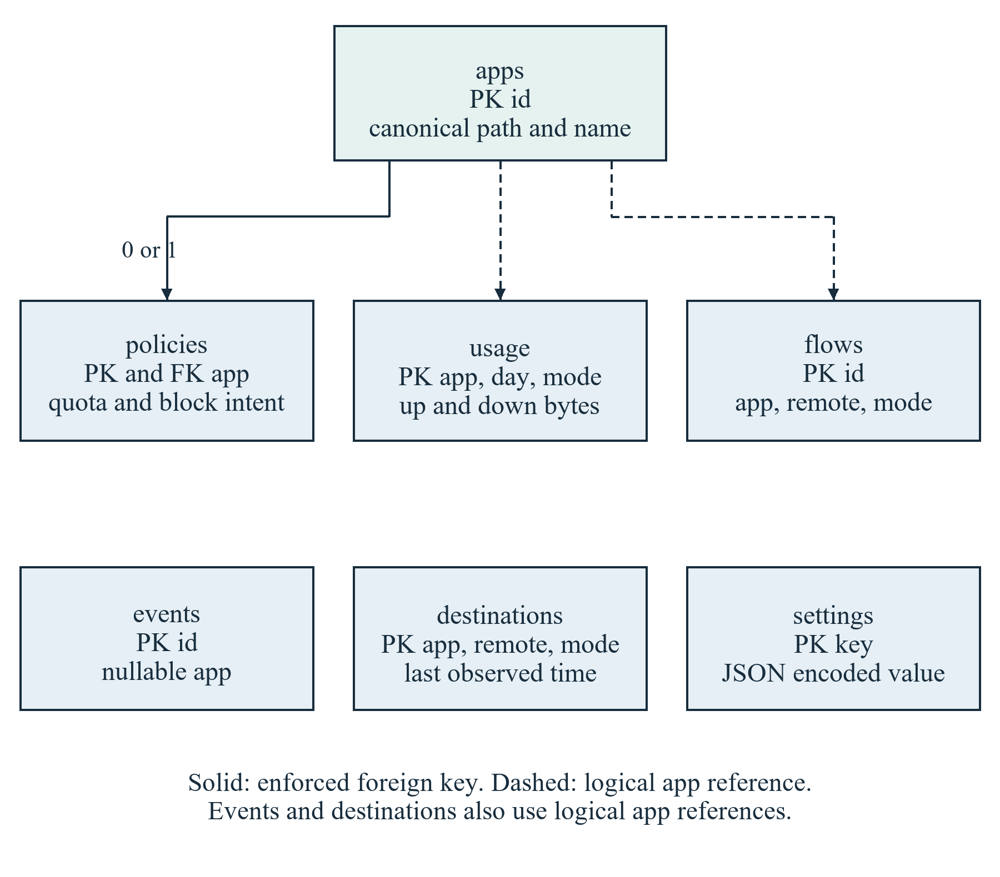 apps
PK id
canonical path and name
0 or 1
policies
PK and FK app
quota and block intent
usage
PK app, day, mode
up and down bytes
flows
PK id
app, remote, mode
events
PK id
nullable app
destinations
PK app, remote, mode
last observed time
settings
PK key
JSON encoded value
Solid: enforced foreign key. Dashed: logical app reference.
Events and destinations also use logical app references.